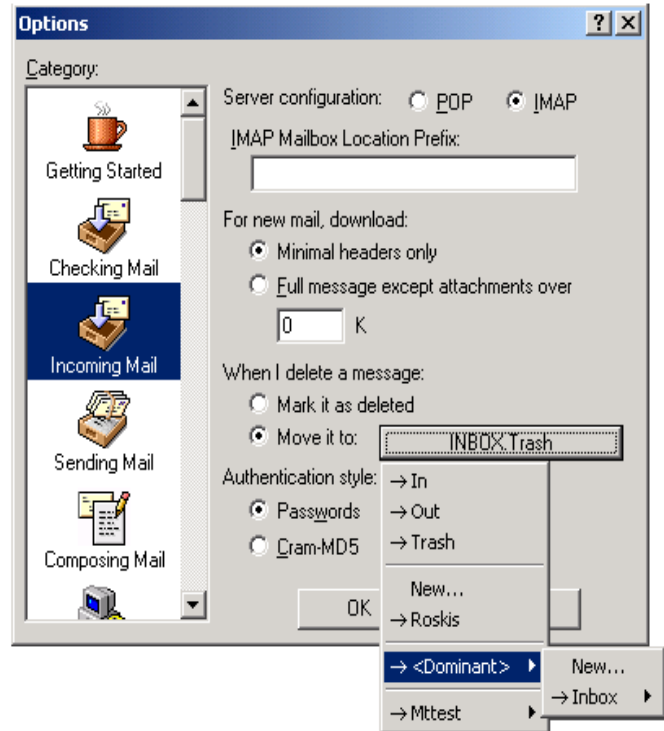 Options
Category:
Getting Started
Checking Mail
Incoming Mail
Sending Mail
Composing Mail
Server configuration: POP IMAP
IMAP Mailbox Location Prefix:
For new mail, download:
Minimal headers only
Full message except attachments over
0 K
When I delete a message:
Mark it as deleted
Move it to: INBOX.Trash
Authentication style:
Passwords
Cram-MD5
OK
→In
→Out
→Trash
New...
→Roskis
→<Dominant>
→Mttest
New...
→Inbox